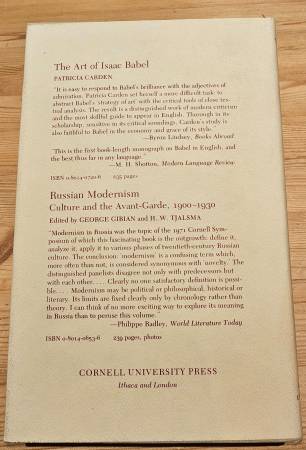 The Art of Isaac Babel
PATRICIA CARDEN
"It is easy to respond to Babel's brilliance with the adjectives of
admiration. Patricia Carden set herself a more difficult task: to
abstract Babel's 'strategy of art' with the critical tools of close tex-
tual analysis. The result is a distinguished work of modern criticism
and the most skillful guide to appear in English. Thorough in its
scholarship, sensitive in its critical soundings, Carden's study is
also faithful to Babel in the economy and grace of its style."
—Byron Lindsey, Books Abroad
"This is the first book-length monograph on Babel in English, and
the best thus far in any language."
—M. H. Shotton, Modern Language Review
ISBN 0-8014-0720-6 235 pages
Russian Modernism
Culture and the Avant-Garde, 1900-1930
Edited by GEORGE GIBIAN and H. W. TJALSMA
"Modernism in Russia was the topic of the 1971 Cornell Sym-
posium of which this fascinating book is the outgrowth: define it,
analyze it, apply it to various phases of twentieth-century Russian
culture. The conclusion: 'modernism' is a confusing term which,
more often than not, is considered synonymous with 'novelty.' The
distinguished panelists disagree not only with predecessors but
with each other. . . . Clearly no one satisfactory definition is possi-
ble. . . . Modernism may be political or philosophical, historical or
literary. Its limits are fixed clearly only by chronology rather than
theory. I can think of no more exciting way to explore its meaning
in Russia than to peruse this volume."
—Philippe Radley, World Literature Today
ISBN 0-8014-0653-6 239 pages, photos
CORNELL UNIVERSITY PRESS
Ithaca and London